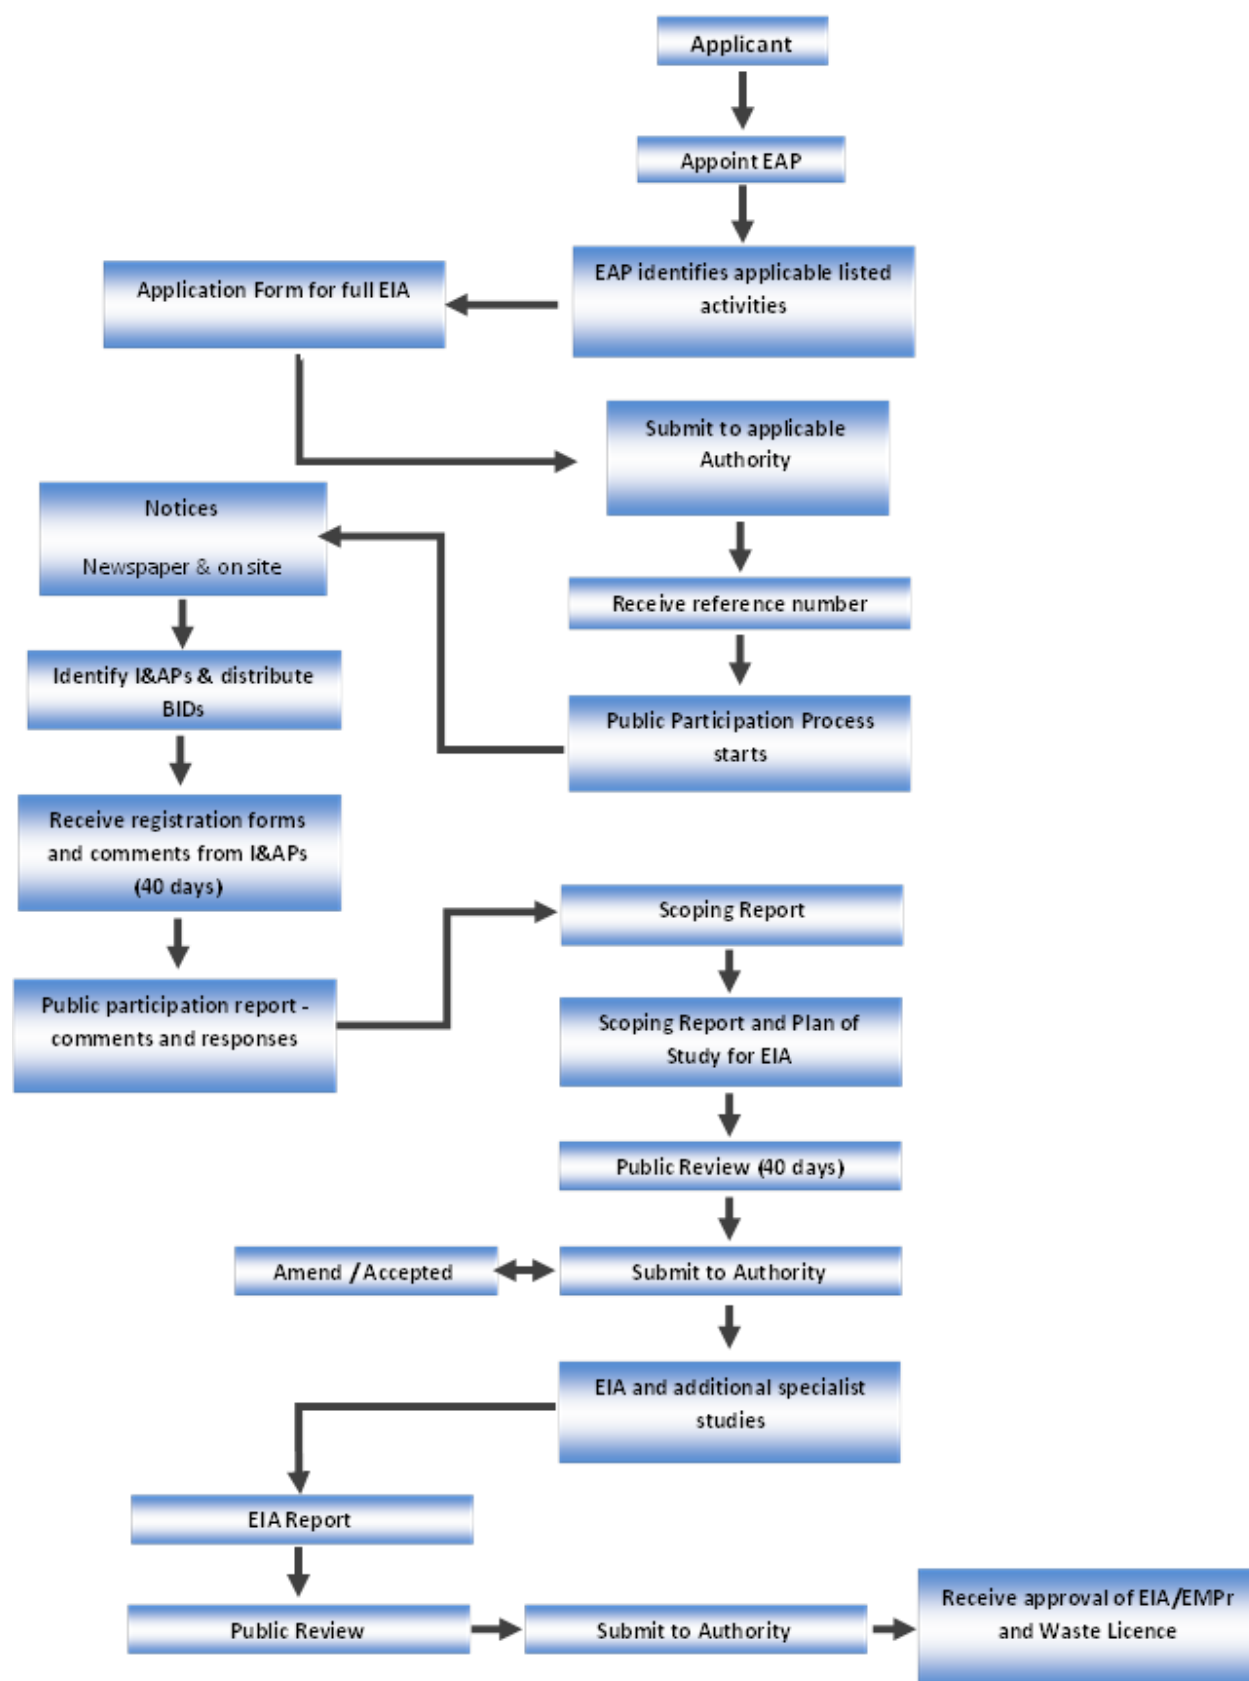 Applicant
Appoint EAP
EAP identifies applicable listed
activities
Application Form for full EIA
Submit to applicable
Authority
Receive reference number
Public Participation Process
starts
Notices
Newspaper & on site
Identify I&APs & distribute
BIDs
Receive registration forms
and comments from I&APs
(40 days)
Public participation report -
comments and responses
Scoping Report
Scoping Report and Plan of
Study for EIA
Public Review (40 days)
Submit to Authority
Amend / Accepted
EIA and additional specialist
studies
EIA Report
Public Review
Submit to Authority
Receive approval of EIA/EMPr
and Waste Licence